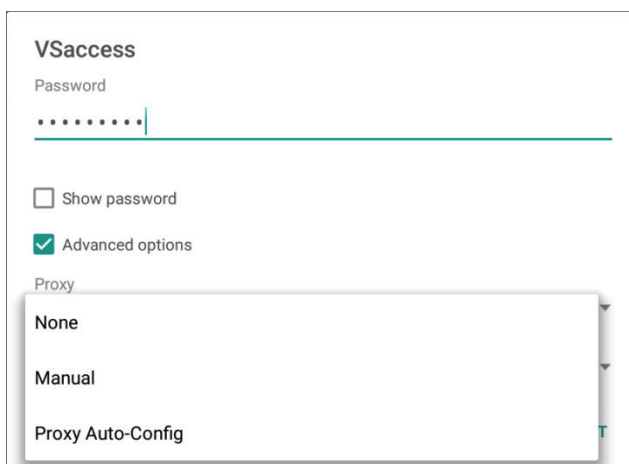 VSaccess
Password
•••••••••
Show password
Advanced options
Proxy
None
Manual
Proxy Auto-Config
T